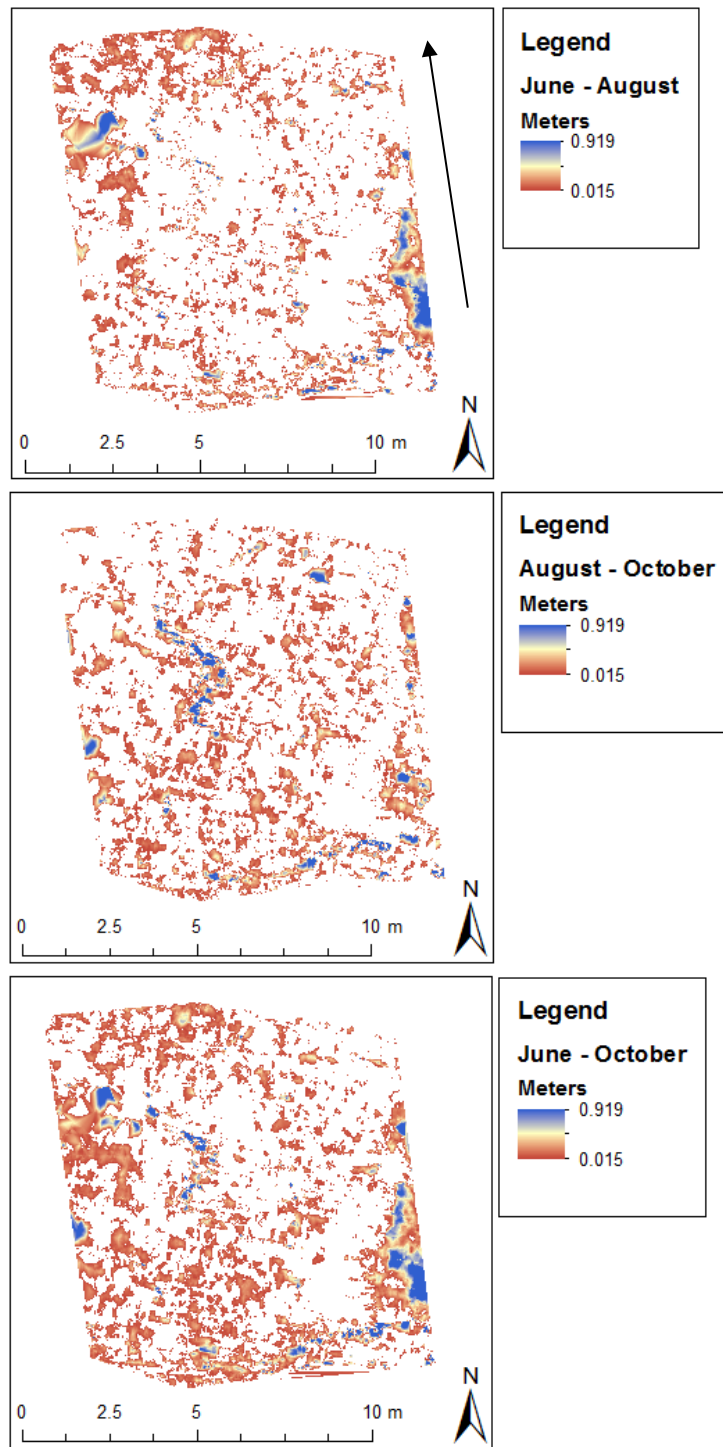 Legend
June - August
Meters
0.919
0.015
N
0 2.5 5 10 m
Legend
August - October
Meters
0.919
0.015
N
0 2.5 5 10 m
Legend
June - October
Meters
0.919
0.015
N
0 2.5 5 10 m